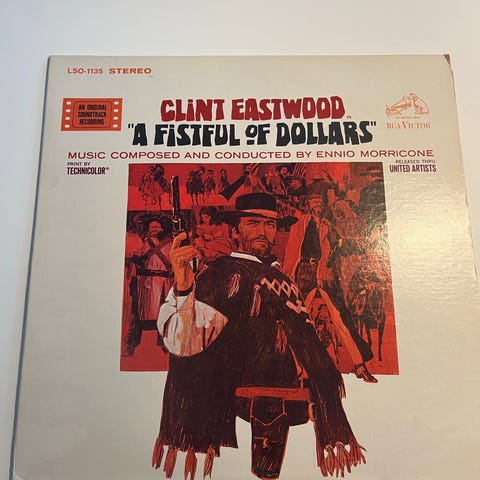 LSO-1135 STEREO
AN ORIGINAL
SOUNDTRACK
RECORDING
CLINT EASTWOOD
IN
"A FISTFUL OF DOLLARS"
RCA VICTOR
MUSIC COMPOSED AND CONDUCTED BY ENNIO MORRICONE
PRINT BY
TECHNICOLOR®
RELEASED THRU
UNITED ARTISTS